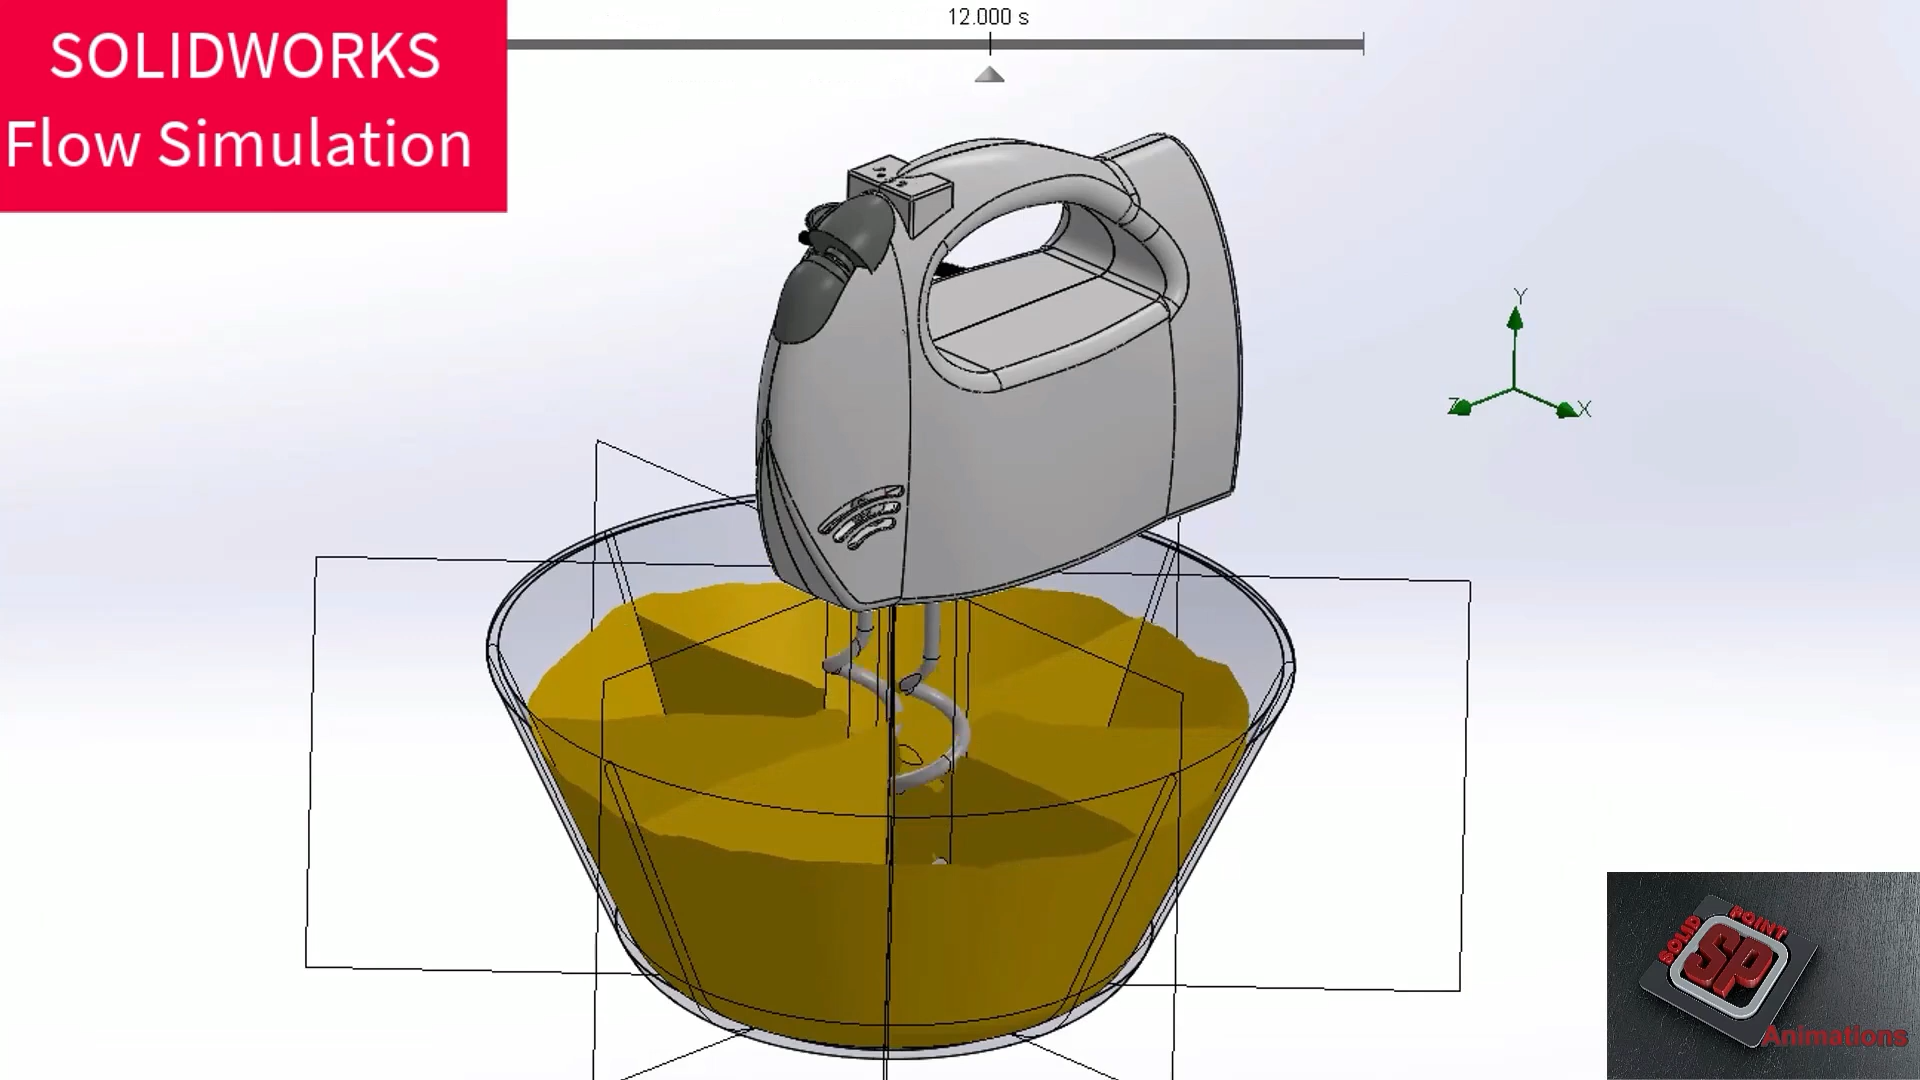 SOLIDWORKS
Flow Simulation
12.000 s
Y
Z
X
SOLID
POINT
SP
Animations